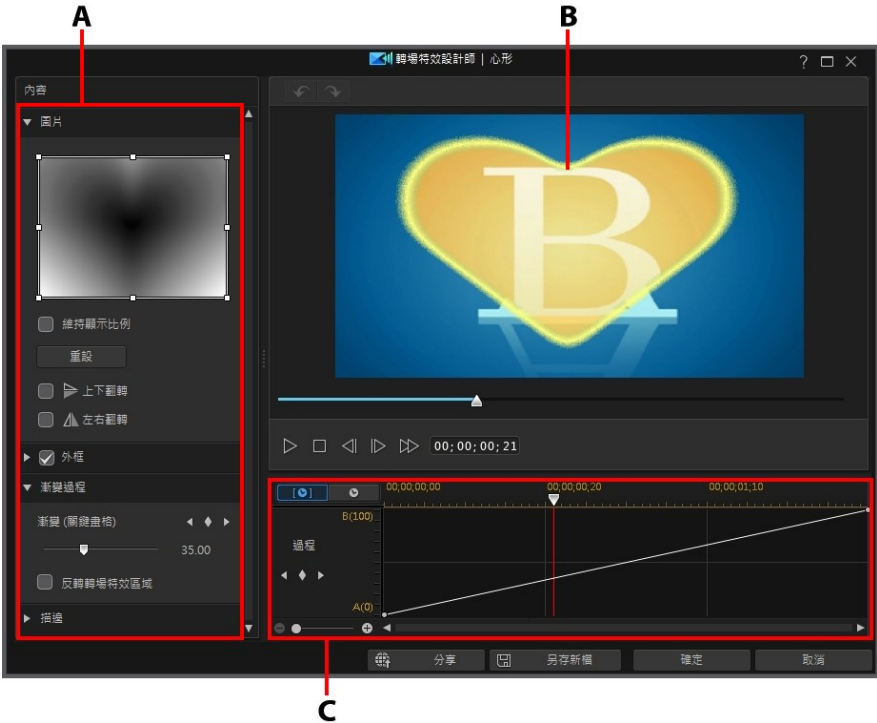 A
B
轉場特效設計師 | 心形
?
內容
圖片
維持顯示比例
重設
上下翻轉
左右翻轉
外框
漸變過程
漸變 (關鍵畫格)
35.00
反轉轉場特效區域
描邊
B
A
00;00;00;21
00;00;00;00
00;00;00;20
00;00;01;10
B(100)
過程
A(0)
分享
另存新檔
確定
取消
C